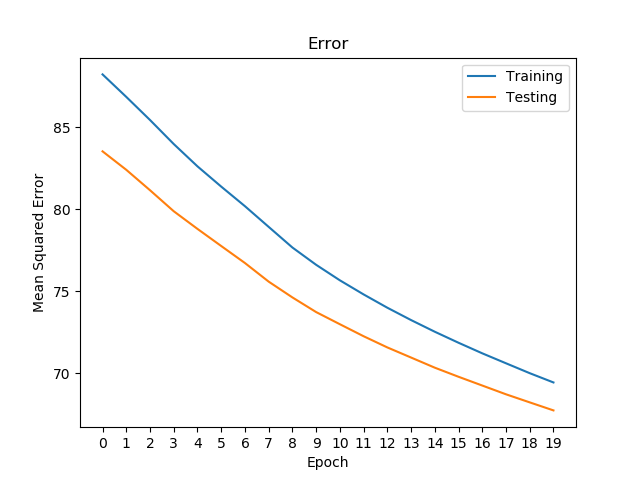 Error
Training
Testing
Mean Squared Error
85
80
75
70
0 1 2 3 4 5 6 7 8 9 10 11 12 13 14 15 16 17 18 19
Epoch